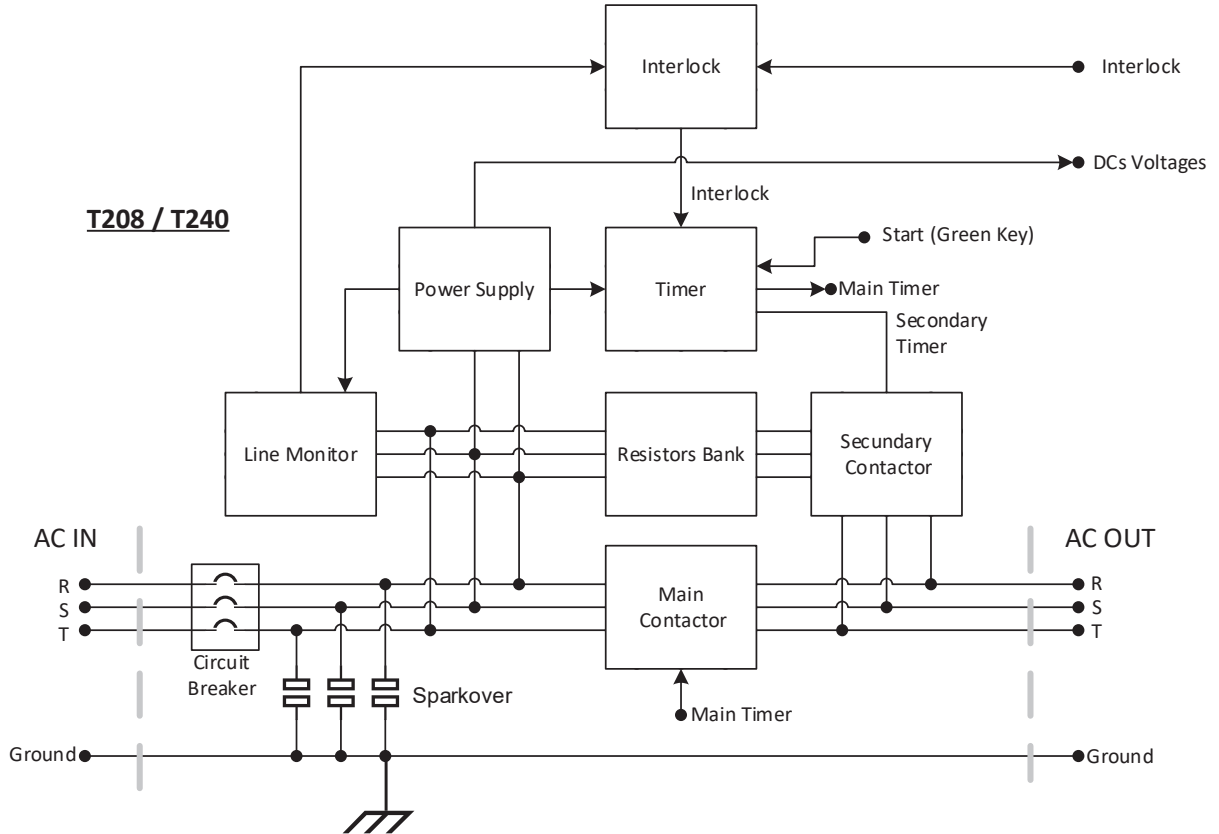 Interlock
Interlock
DCs Voltages
Interlock
T208 / T240
Start (Green Key)
Power Supply
Timer
Main Timer
Secondary
Timer
Line Monitor
Resistors Bank
Secundary
Contactor
AC IN
AC OUT
R
S
T
Main
Contactor
R
S
T
Circuit
Breaker
Sparkover
Main Timer
Ground
Ground